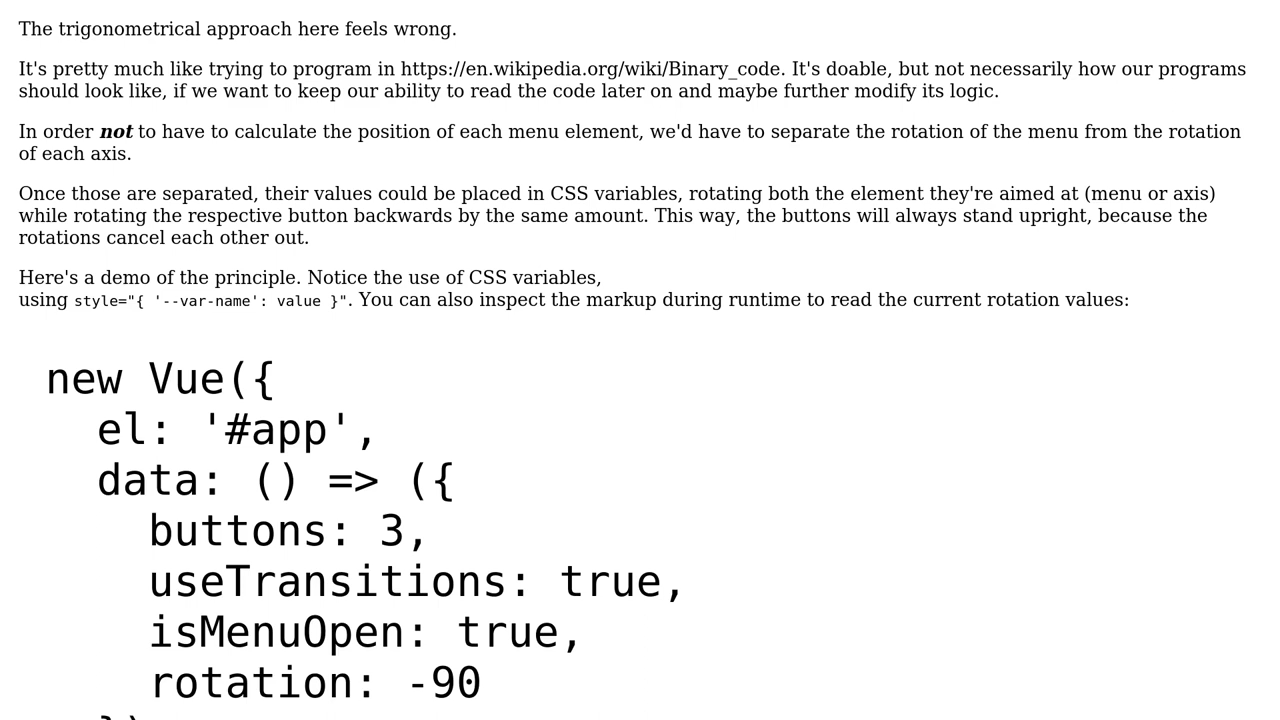 The trigonometrical approach here feels wrong.
It's pretty much like trying to program in https://en.wikipedia.org/wiki/Binary_code. It's doable, but not necessarily how our programs
should look like, if we want to keep our ability to read the code later on and maybe further modify its logic.
In order not to have to calculate the position of each menu element, we'd have to separate the rotation of the menu from the rotation
of each axis.
Once those are separated, their values could be placed in CSS variables, rotating both the element they're aimed at (menu or axis)
while rotating the respective button backwards by the same amount. This way, the buttons will always stand upright, because the
rotations cancel each other out.
Here's a demo of the principle. Notice the use of CSS variables,
using style="{ '--var-name': value }". You can also inspect the markup during runtime to read the current rotation values:
new Vue({
  el: '#app',
  data: () => ({
    buttons: 3,
    useTransitions: true,
    isMenuOpen: true,
    rotation: -90
  })